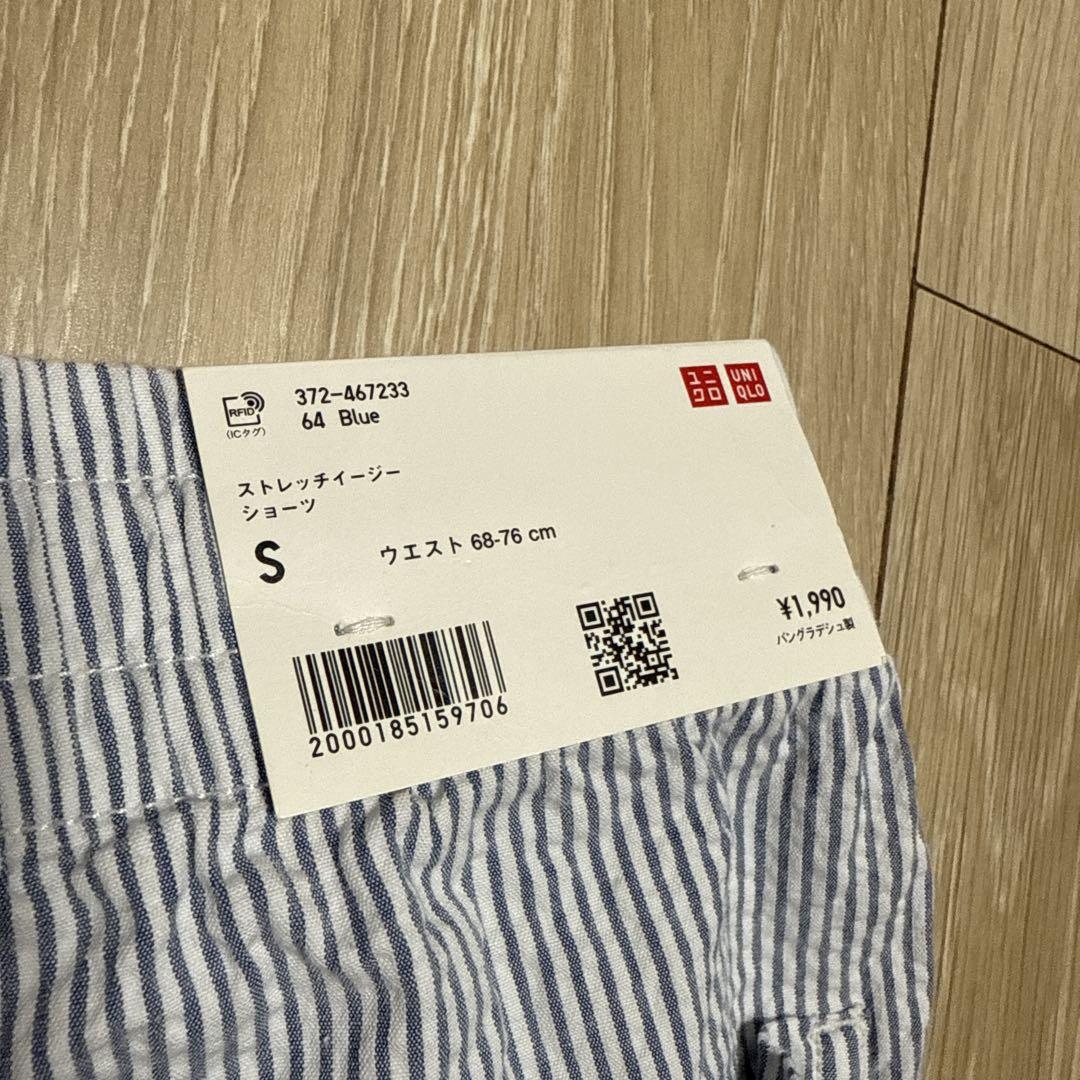 RFID
(ICタグ)
372-467233
64 Blue
ユニ
クロ
UNI
QLO
ストレッチイージー
ショーツ
S
ウエスト 68-76 cm
2000185159706
¥1,990
バングラデシュ製